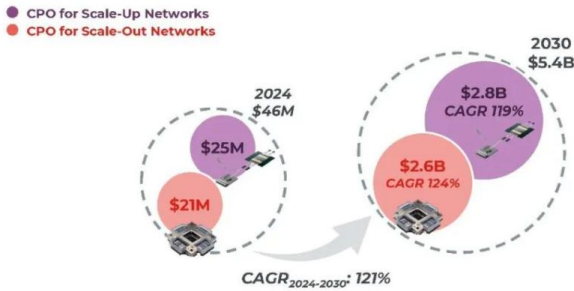 CPO for Scale-Up Networks
CPO for Scale-Out Networks
2024
$46M
$25M
$21M
2030
$5.4B
$2.8B
CAGR 119%
$2.6B
CAGR 124%
CAGR2024-2030: 121%